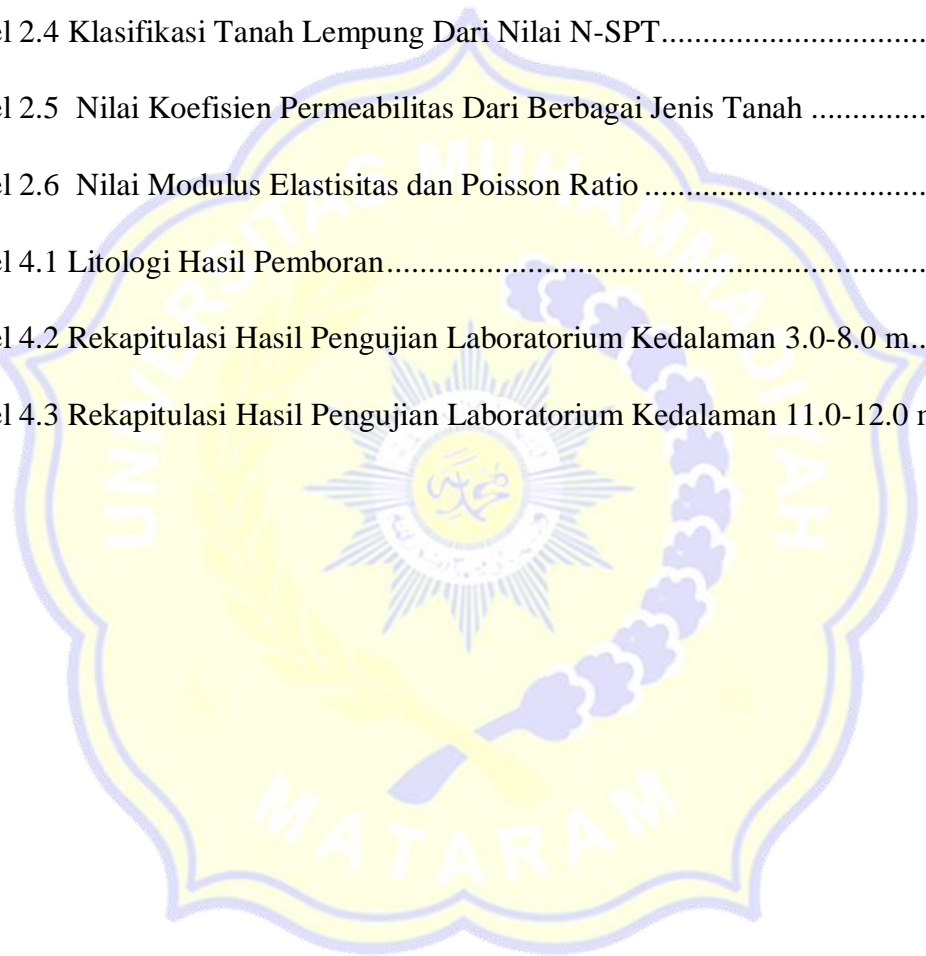 el 2.4 Klasifikasi Tanah Lempung Dari Nilai N-SPT................................
el 2.5  Nilai Koefisien Permeabilitas Dari Berbagai Jenis Tanah ..............
el 2.6  Nilai Modulus Elastisitas dan Poisson Ratio ..................................
el 4.1 Litologi Hasil Pemboran.................................................................
el 4.2 Rekapitulasi Hasil Pengujian Laboratorium Kedalaman 3.0-8.0 m..
el 4.3 Rekapitulasi Hasil Pengujian Laboratorium Kedalaman 11.0-12.0
UNIVERSITAS MUHAMMADIYAH
MATARAM